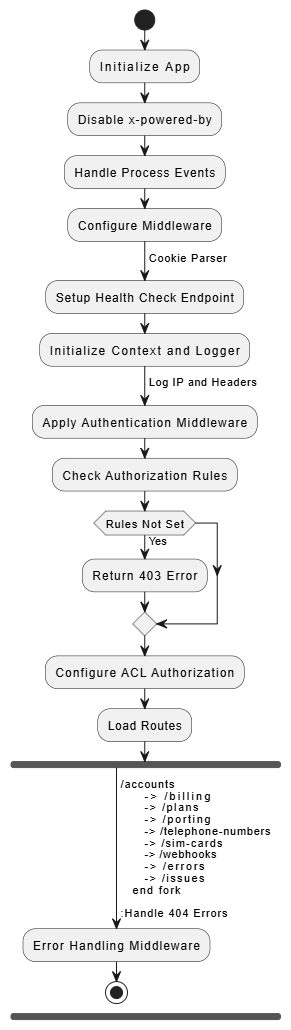 Initialize App
Disable x-powered-by
Handle Process Events
Configure Middleware
Cookie Parser
Setup Health Check Endpoint
Initialize Context and Logger
Log IP and Headers
Apply Authentication Middleware
Check Authorization Rules
Rules Not Set
Yes
Return 403 Error
Configure ACL Authorization
Load Routes
/accounts
-> /billing
-> /plans
-> /porting
-> /telephone-numbers
-> /sim-cards
-> /webhooks
-> /errors
-> /issues
end fork
:Handle 404 Errors
Error Handling Middleware